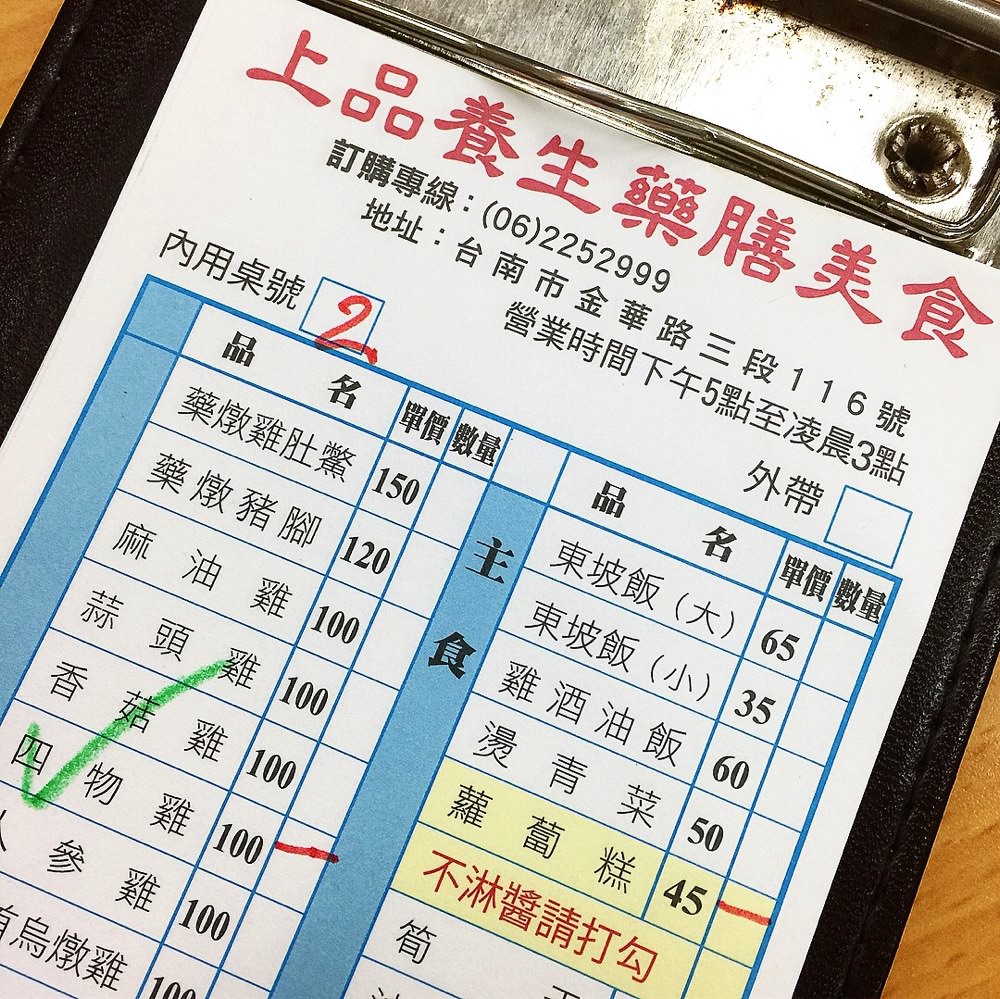 上品養生藥膳美食
訂購專線：(06)2252999
地址：台南市金華路三段116號
營業時間下午5點至凌晨3點
內用桌號 2
外帶
品名 單價 數量
藥燉雞肚鱉 150
藥燉豬腳 120
麻油雞 100
蒜頭雞 100
香菇雞 100
四物雞 100
人參雞 100
首烏燉雞 100
主食
品名 單價 數量
東坡飯（大） 65
東坡飯（小） 35
雞酒油飯 60
燙青菜 50
蘿蔔糕 45
不淋醬請打勾
筍